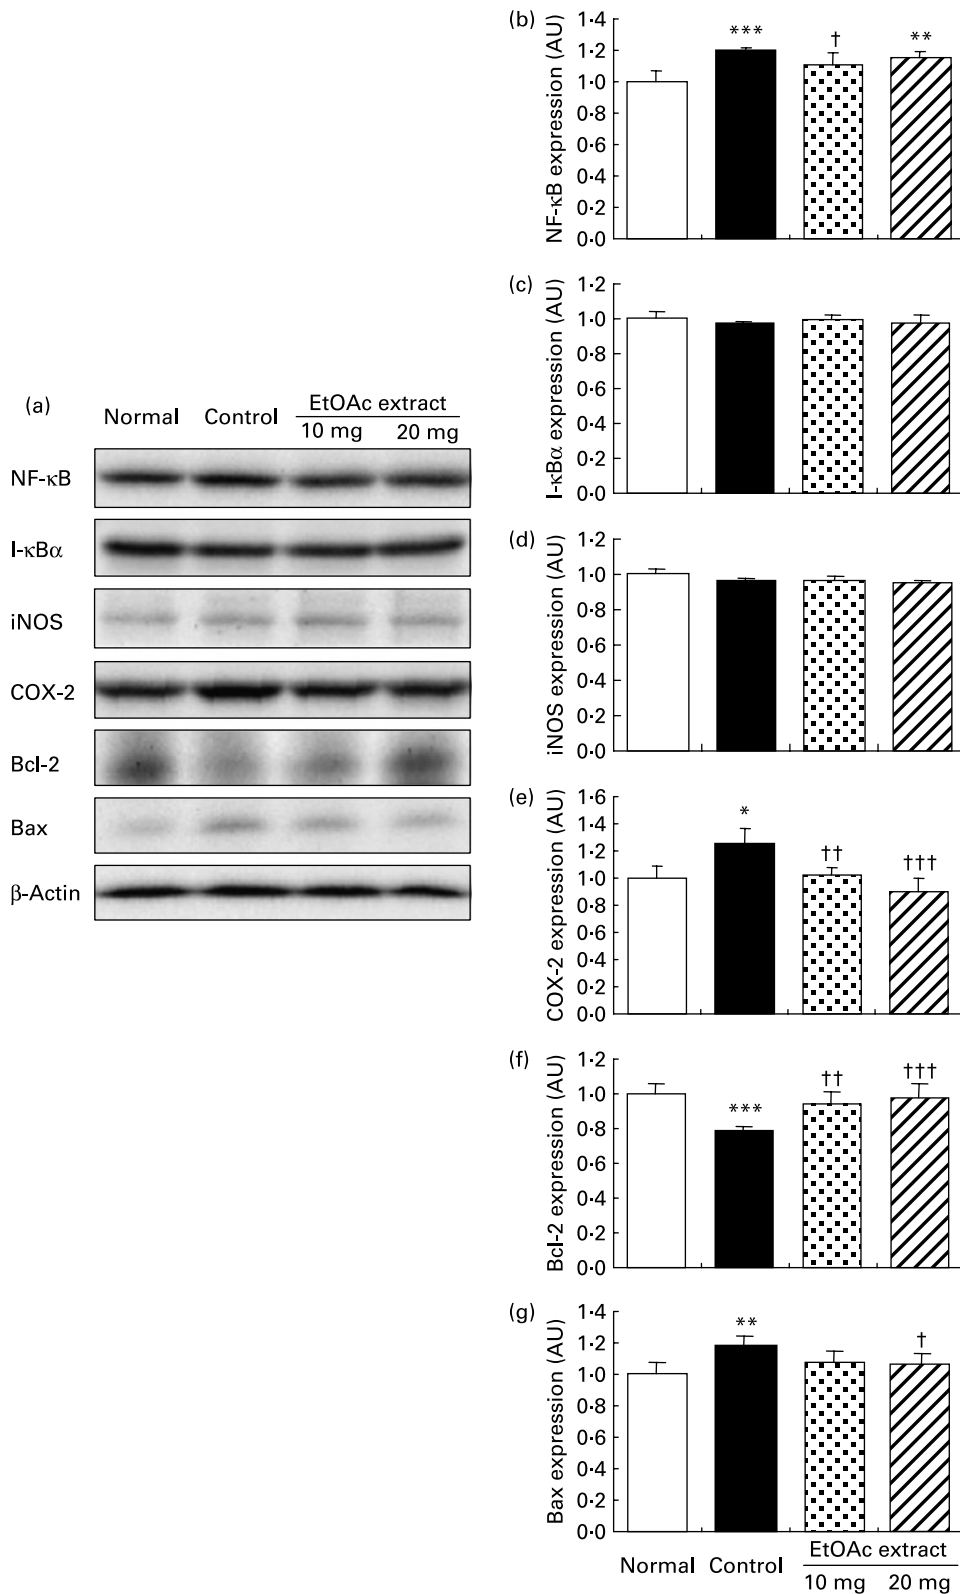 (a)
Normal Control EtOAc extract
10 mg 20 mg
NF-κB
I-κBα
iNOS
COX-2
Bcl-2
Bax
β-Actin
(b)
NF-κB expression (AU)
1·4
1·2
1·0
0·8
0·6
0·4
0·2
0·0
*** † **
(c)
I-κBα expression (AU)
1·2
1·0
0·8
0·6
0·4
0·2
0·0
(d)
iNOS expression (AU)
1·2
1·0
0·8
0·6
0·4
0·2
0·0
(e)
COX-2 expression (AU)
1·6
1·4
1·2
1·0
0·8
0·6
0·4
0·2
0·0
* †† †††
(f)
Bcl-2 expression (AU)
1·2
1·0
0·8
0·6
0·4
0·2
0·0
*** †† †††
(g)
Bax expression (AU)
1·4
1·2
1·0
0·8
0·6
0·4
0·2
0·0
** †
Normal Control EtOAc extract
10 mg 20 mg